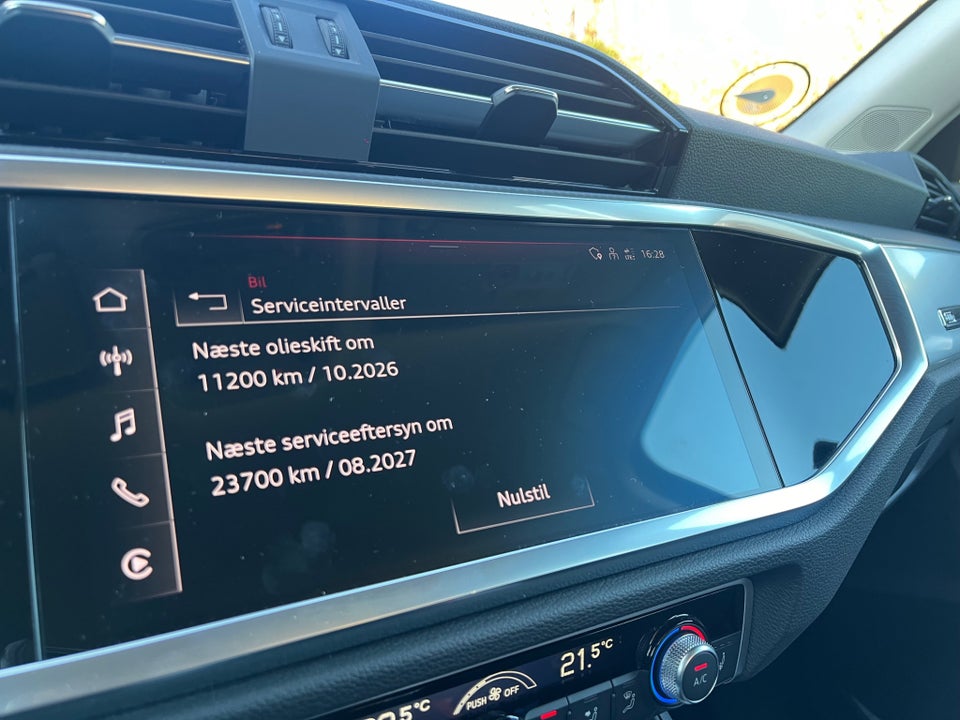 16:28
Bil
Serviceintervaller
Næste olieskift om
11200 km / 10.2026
Næste serviceeftersyn om
23700 km / 08.2027
Nulstil
21.5°C
PUSH OFF
A/C